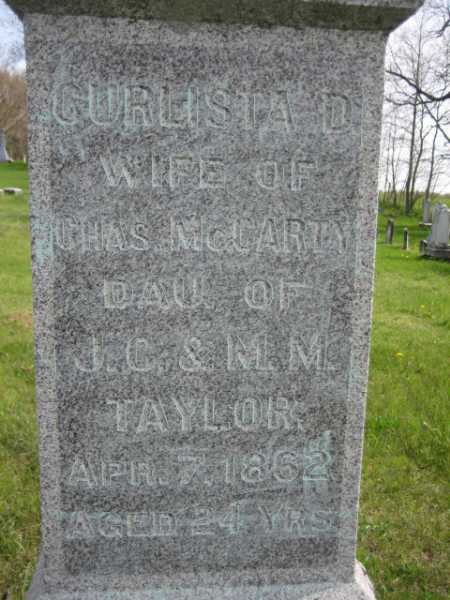 CURLISTA D
WIFE OF
CHAS. McCARTY
DAU. OF
J. C. & M. M.
TAYLOR.
APR. 7, 1862
AGED 24 YRS